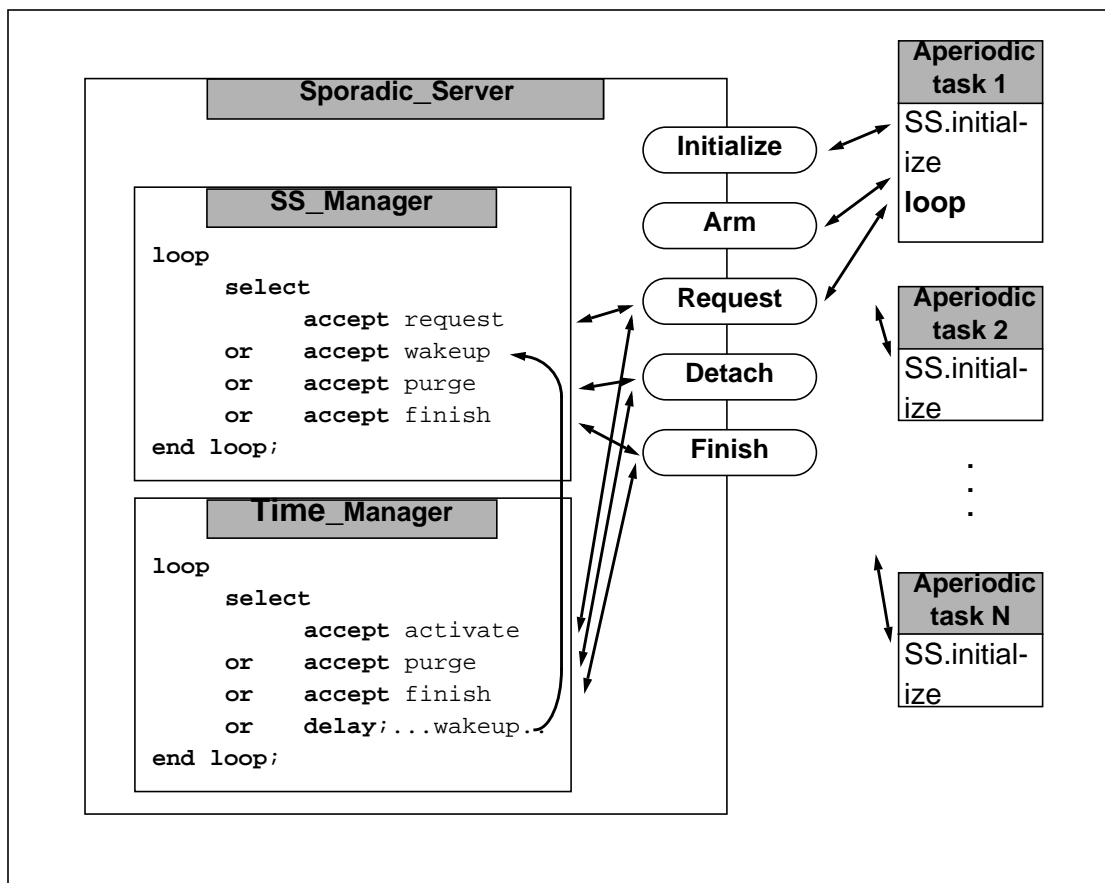 Sporadic_Server
SS_Manager
loop
select
accept request
or accept wakeup
or accept purge
or accept finish
end loop;
Time_Manager
loop
select
accept activate
or accept purge
or accept finish
or delay;...wakeup..
end loop;
Initialize
Arm
Request
Detach
Finish
Aperiodic
task 1
SS.initial-
ize
loop
Aperiodic
task 2
SS.initial-
ize
.
.
.
Aperiodic
task N
SS.initial-
ize